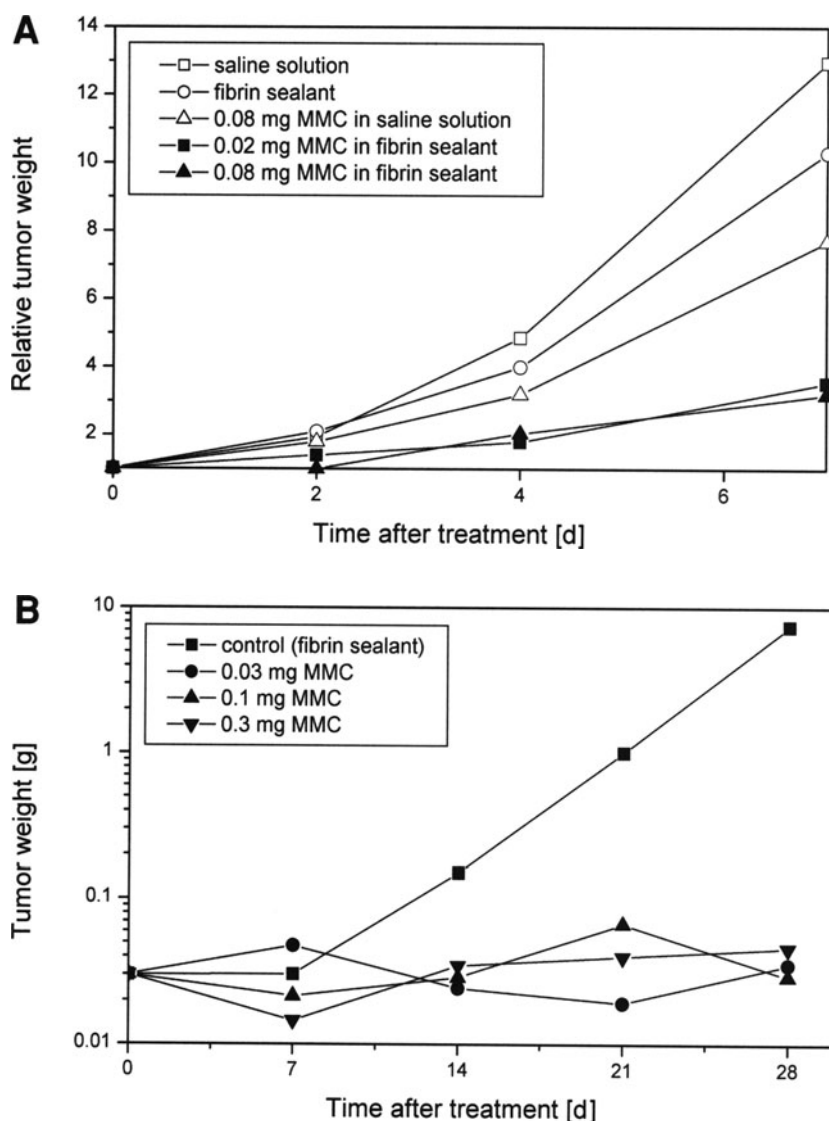 A
14
12
10
8
6
4
2
saline solution
fibrin sealant
0.08 mg MMC in saline solution
0.02 mg MMC in fibrin sealant
0.08 mg MMC in fibrin sealant
Relative tumor weight
0 2 4 6
Time after treatment [d]
B
10
1
0.1
0.01
control (fibrin sealant)
0.03 mg MMC
0.1 mg MMC
0.3 mg MMC
Tumor weight [g]
0 7 14 21 28
Time after treatment [d]